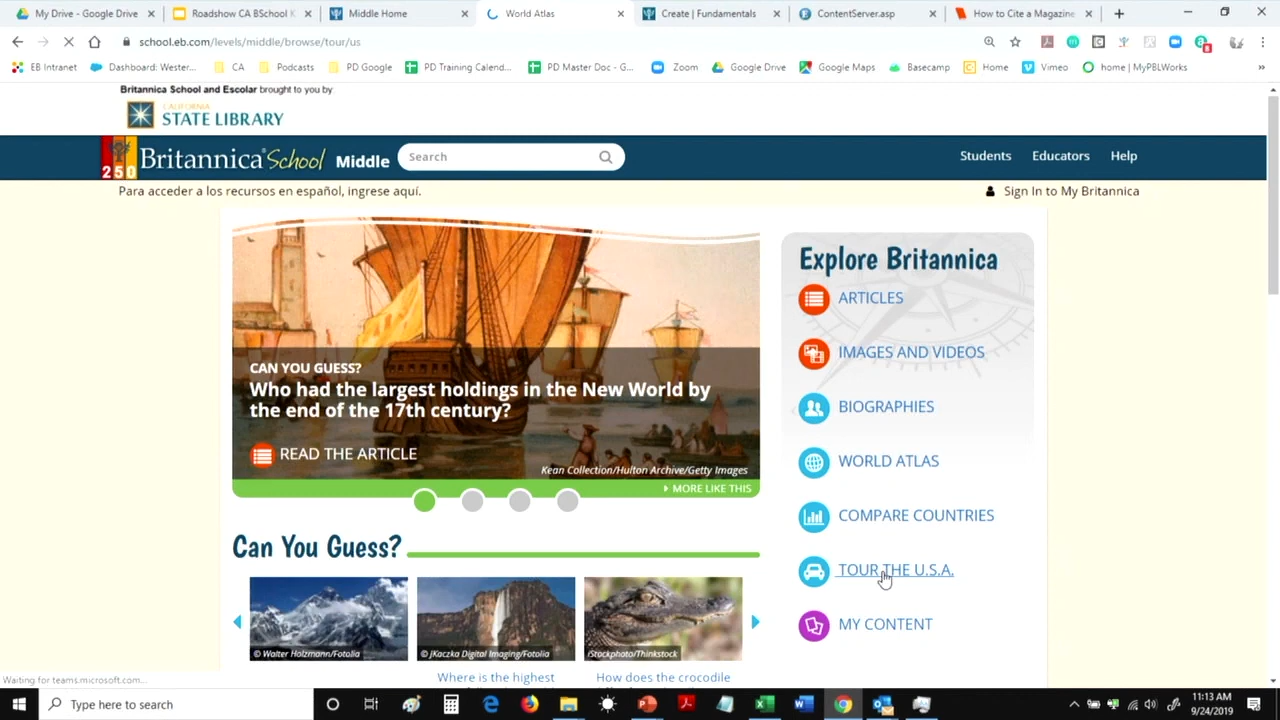 My Drive - Google Drive
Roadshow CA BSchool K
Middle Home
World Atlas
Create | Fundamentals
ContentServer.asp
How to Cite a Magazine
school.eb.com/levels/middle/browse/tour/us
EB Intranet
Dashboard: Wester...
CA
Podcasts
PD Google
PD Training Calend...
PD Master Doc - G...
Zoom
Google Drive
Google Maps
Basecamp
Home
Vimeo
home | MyPBLWorks
Britannica School and Escolar brought to you by
CALIFORNIA
STATE LIBRARY
250
Britannica School Middle
Search
Students
Educators
Help
Para acceder a los recursos en español, ingrese aquí.
Sign In to My Britannica
CAN YOU GUESS?
Who had the largest holdings in the New World by
the end of the 17th century?
READ THE ARTICLE
Kean Collection/Hulton Archive/Getty Images
MORE LIKE THIS
Explore Britannica
ARTICLES
IMAGES AND VIDEOS
BIOGRAPHIES
WORLD ATLAS
COMPARE COUNTRIES
TOUR THE U.S.A.
MY CONTENT
Can You Guess?
© Walter Holzmann/Fotolia
© JKaczka Digital Imaging/Fotolia
iStockphoto/Thinkstock
Where is the highest
How does the crocodile
Waiting for teams.microsoft.com...
Type here to search
11:13 AM
9/24/2019